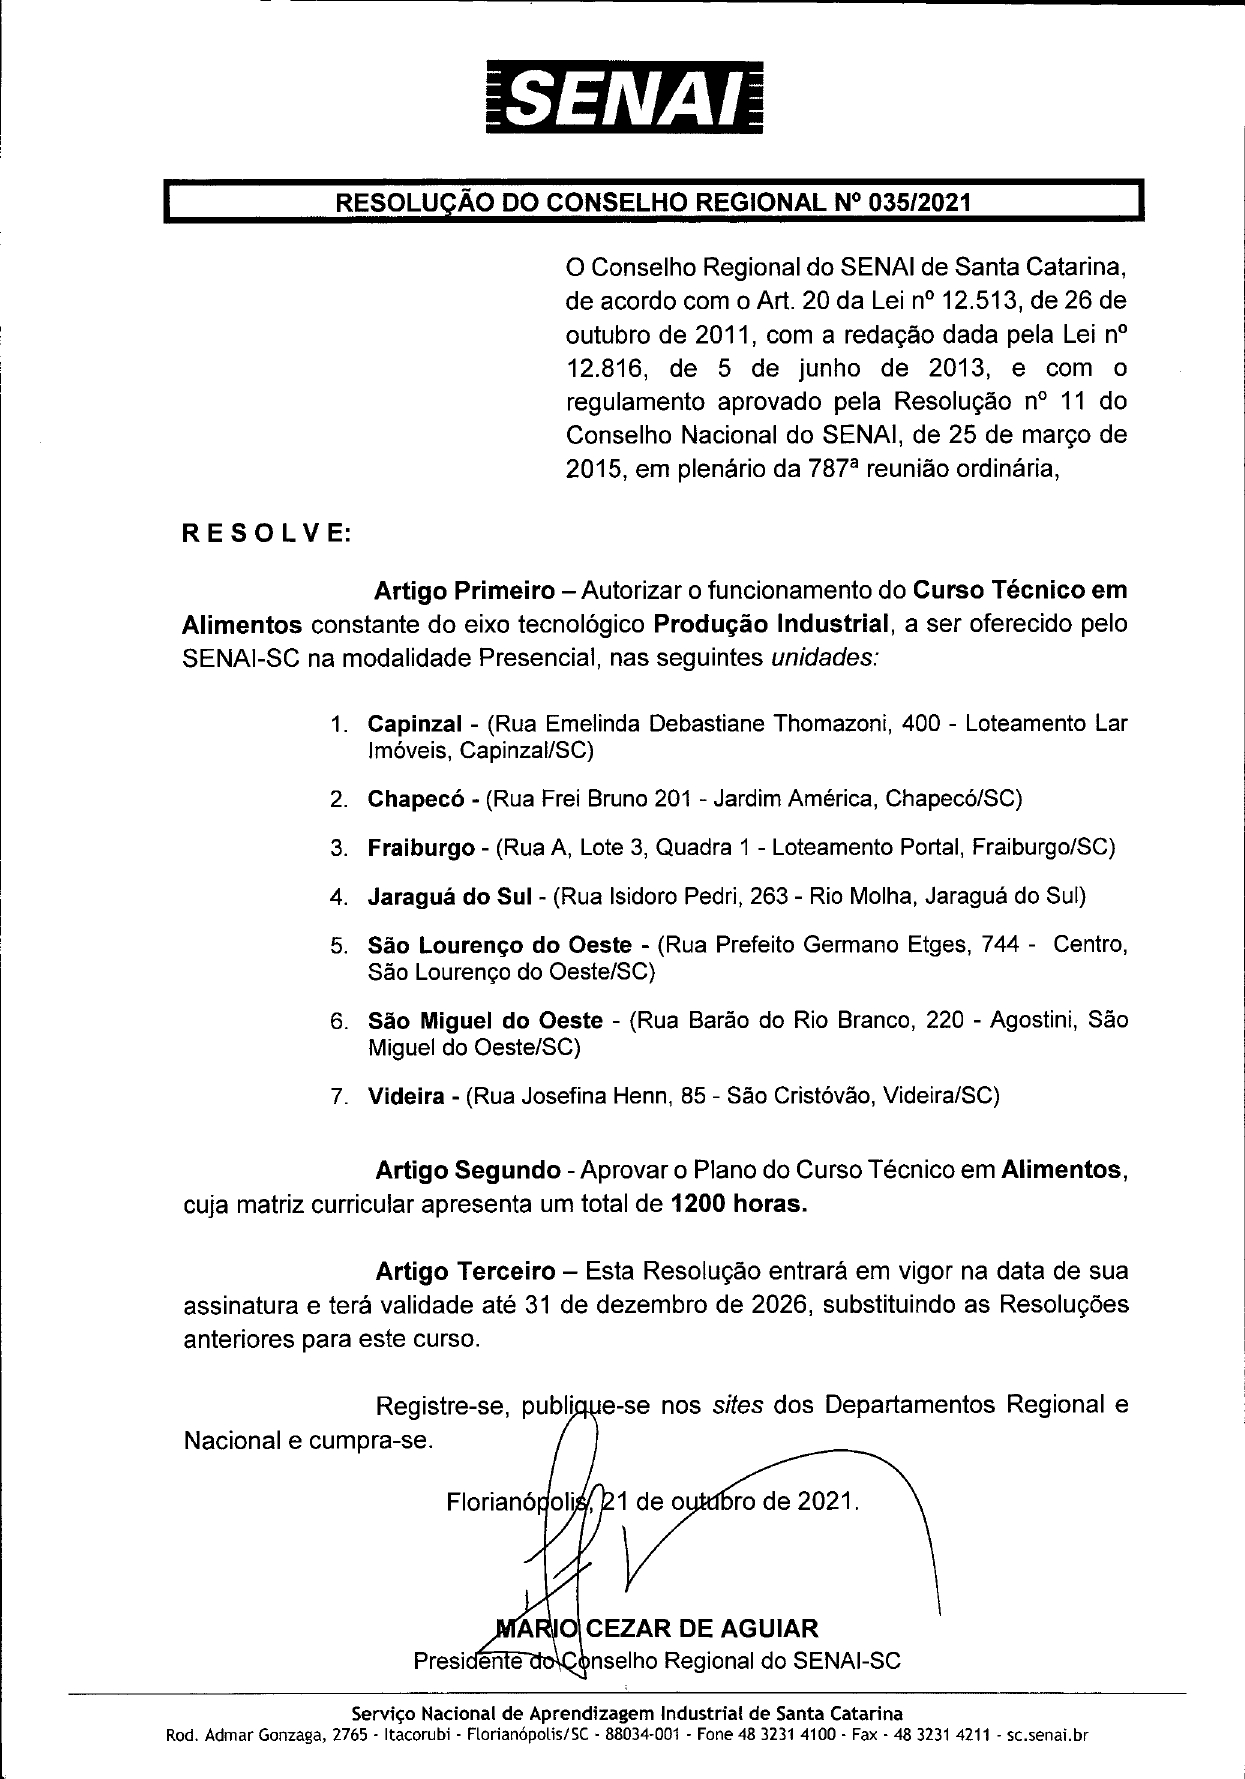 SENAI
RESOLUÇÃO DO CONSELHO REGIONAL Nº 035/2021
O Conselho Regional do SENAI de Santa Catarina,
de acordo com o Art. 20 da Lei nº 12.513, de 26 de
outubro de 2011, com a redação dada pela Lei nº
12.816, de 5 de junho de 2013, e com o
regulamento aprovado pela Resolução nº 11 do
Conselho Nacional do SENAI, de 25 de março de
2015, em plenário da 787ª reunião ordinária,
R E S O L V E:
Artigo Primeiro – Autorizar o funcionamento do Curso Técnico em
Alimentos constante do eixo tecnológico Produção Industrial, a ser oferecido pelo
SENAI-SC na modalidade Presencial, nas seguintes unidades:
1. Capinzal - (Rua Emelinda Debastiane Thomazoni, 400 - Loteamento Lar
Imóveis, Capinzal/SC)
2. Chapecó - (Rua Frei Bruno 201 - Jardim América, Chapecó/SC)
3. Fraiburgo - (Rua A, Lote 3, Quadra 1 - Loteamento Portal, Fraiburgo/SC)
4. Jaraguá do Sul - (Rua Isidoro Pedri, 263 - Rio Molha, Jaraguá do Sul)
5. São Lourenço do Oeste - (Rua Prefeito Germano Etges, 744 - Centro,
São Lourenço do Oeste/SC)
6. São Miguel do Oeste - (Rua Barão do Rio Branco, 220 - Agostini, São
Miguel do Oeste/SC)
7. Videira - (Rua Josefina Henn, 85 - São Cristóvão, Videira/SC)
Artigo Segundo - Aprovar o Plano do Curso Técnico em Alimentos,
cuja matriz curricular apresenta um total de 1200 horas.
Artigo Terceiro – Esta Resolução entrará em vigor na data de sua
assinatura e terá validade até 31 de dezembro de 2026, substituindo as Resoluções
anteriores para este curso.
Registre-se, publique-se nos sites dos Departamentos Regional e
Nacional e cumpra-se.
Florianópolis, 21 de outubro de 2021.
MARIO CEZAR DE AGUIAR
Presidente do Conselho Regional do SENAI-SC
Serviço Nacional de Aprendizagem Industrial de Santa Catarina
Rod. Admar Gonzaga, 2765 - Itacorubi - Florianópolis/SC - 88034-001 - Fone 48 3231 4100 - Fax - 48 3231 4211 - sc.senai.br